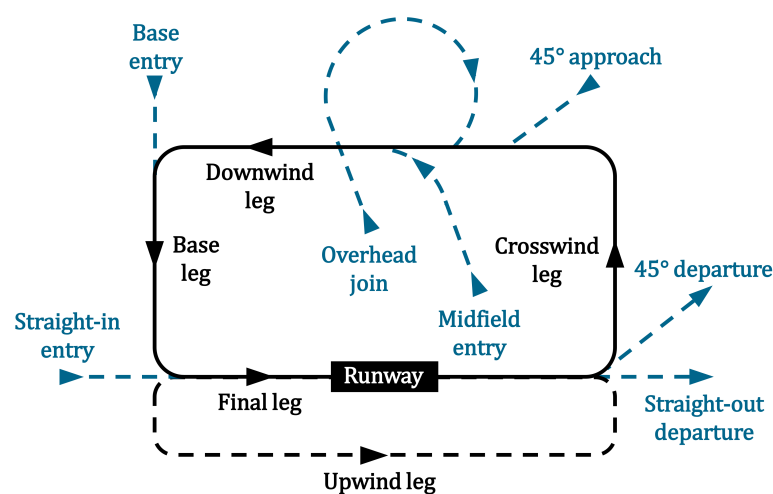 Base
entry
45° approach
Downwind
leg
Base
leg
Overhead
join
Crosswind
leg
45° departure
Midfield
entry
Straight-in
entry
Runway
Final leg
Straight-out
departure
Upwind leg